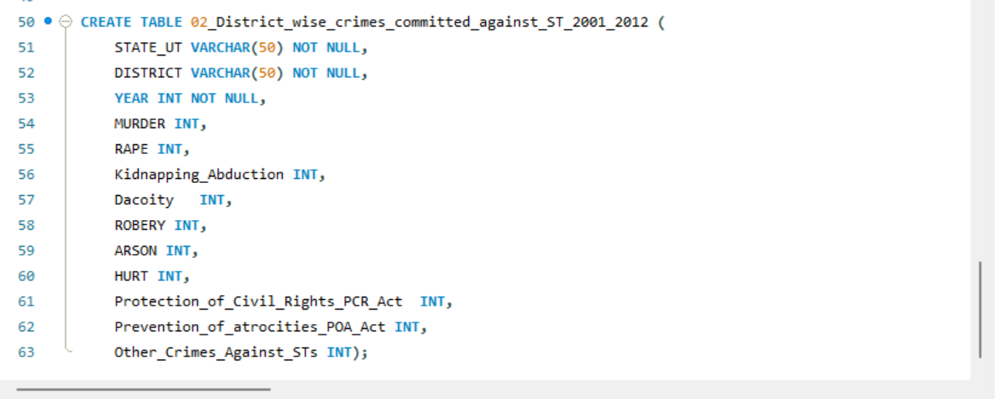 50 CREATE TABLE 02_District_wise_crimes_committed_against_ST_2001_2012 (
51 STATE_UT VARCHAR(50) NOT NULL,
52 DISTRICT VARCHAR(50) NOT NULL,
53 YEAR INT NOT NULL,
54 MURDER INT,
55 RAPE INT,
56 Kidnapping_Abduction INT,
57 Dacoity   INT,
58 ROBERY INT,
59 ARSON INT,
60 HURT INT,
61 Protection_of_Civil_Rights_PCR_Act  INT,
62 Prevention_of_atrocities_POA_Act INT,
63 Other_Crimes_Against_STs INT);